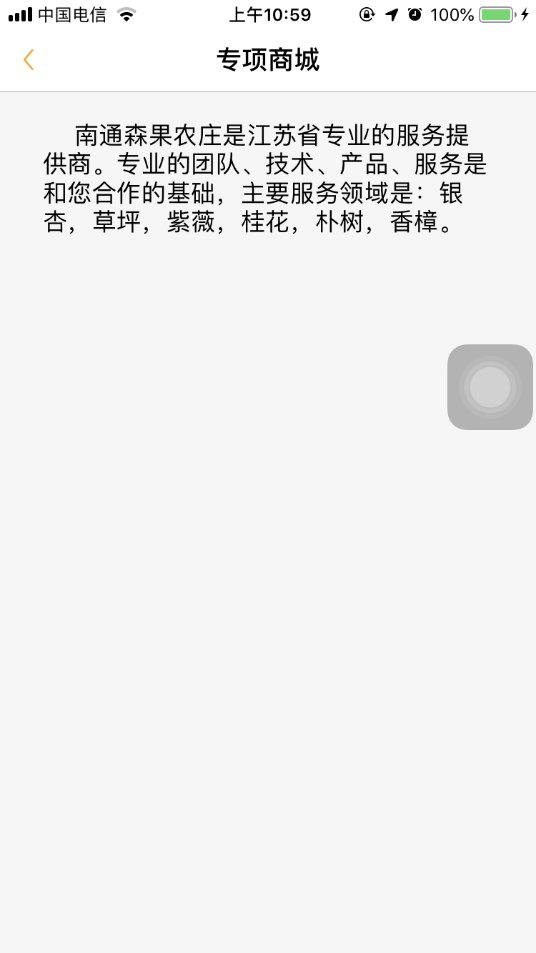 中国电信 上午10:59 100%
专项商城
南通森果农庄是江苏省专业的服务提
供商。专业的团队、技术、产品、服务是
和您合作的基础，主要服务领域是：银
杏，草坪，紫薇，桂花，朴树，香樟。